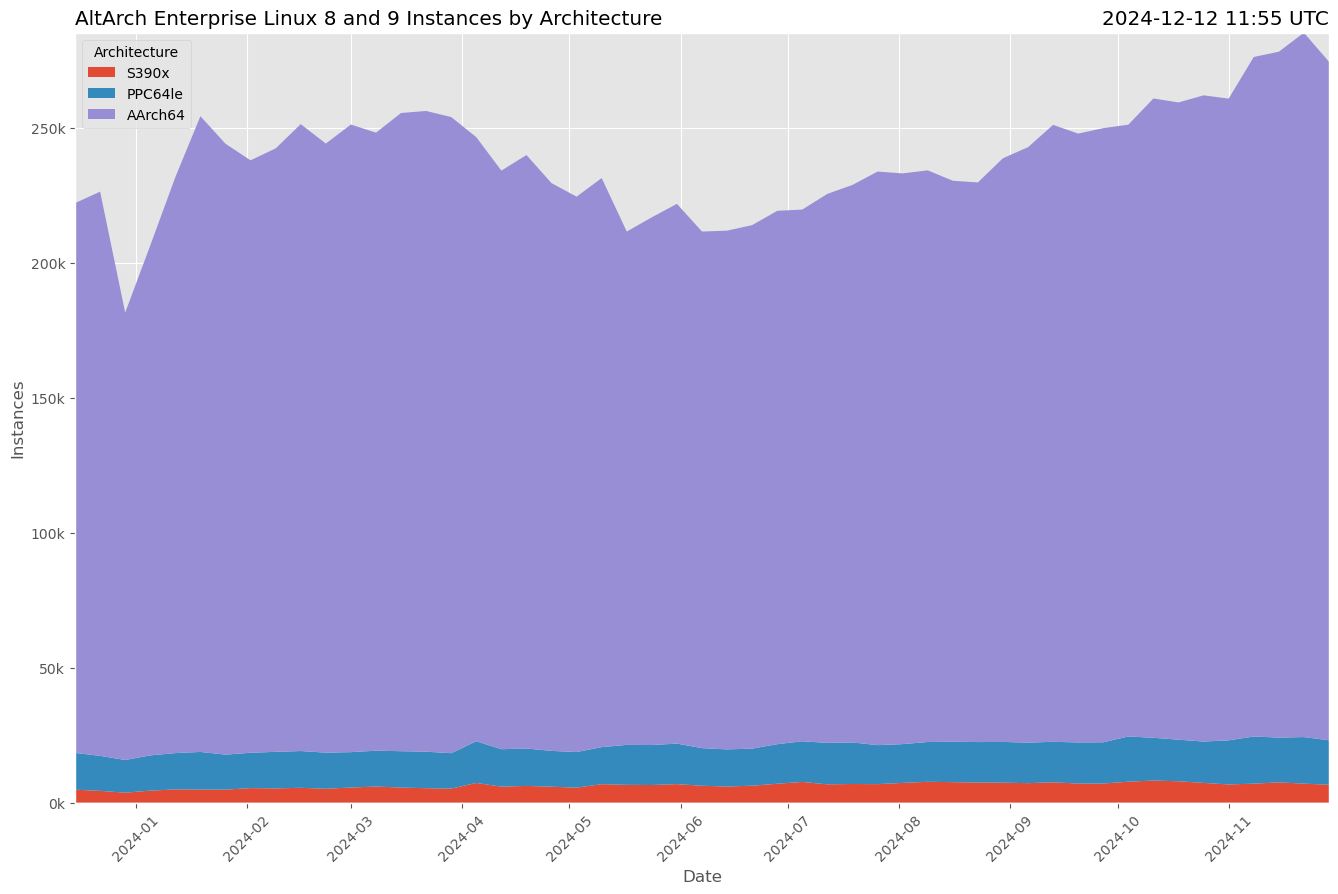 AltArch Enterprise Linux 8 and 9 Instances by Architecture
2024-12-12 11:55 UTC
Architecture
S390x
PPC64le
AArch64
250k
200k
150k
100k
50k
0k
Instances
2024-01
2024-02
2024-03
2024-04
2024-05
2024-06
2024-07
2024-08
2024-09
2024-10
2024-11
Date